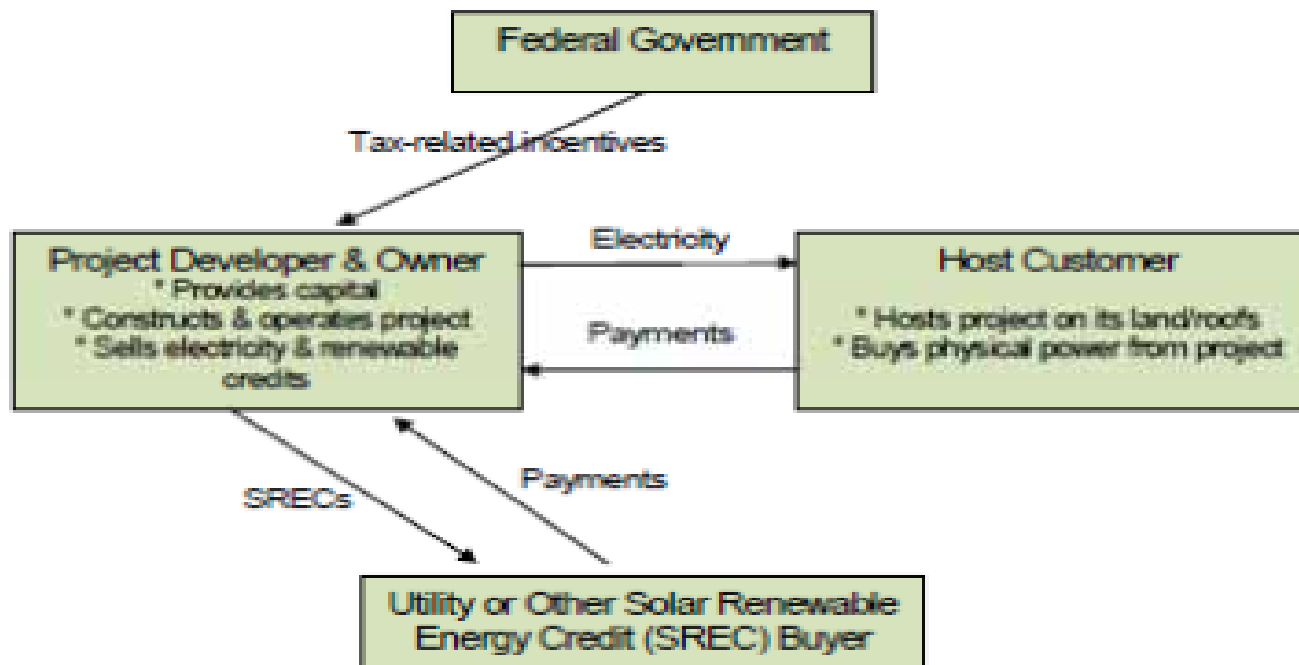 Federal Government
Tax-related incentives
Project Developer & Owner
* Provides capital
* Constructs & operates project
* Sells electricity & renewable
credits
Electricity
Payments
Host Customer
* Hosts project on its land/roofs
* Buys physical power from project
SRECs
Payments
Utility or Other Solar Renewable
Energy Credit (SREC) Buyer